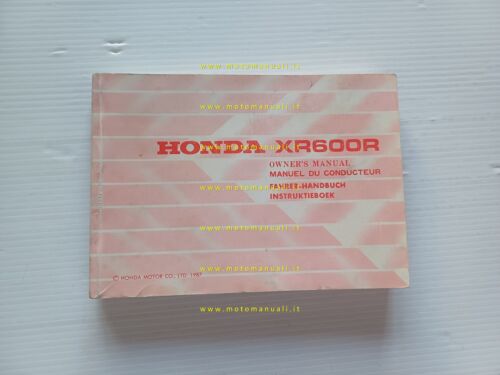 www.motomanuali.it
www.motomanuali.it
HONDA XR600R
www.motomanuali.it
OWNER'S MANUAL
MANUEL DU CONDUCTEUR
FAHRER-HANDBUCH
www.motomanuali.it
INSTRUKTIEBOEK
www.motomanuali.it
© HONDA MOTOR CO., LTD. 1987
www.motomanuali.it